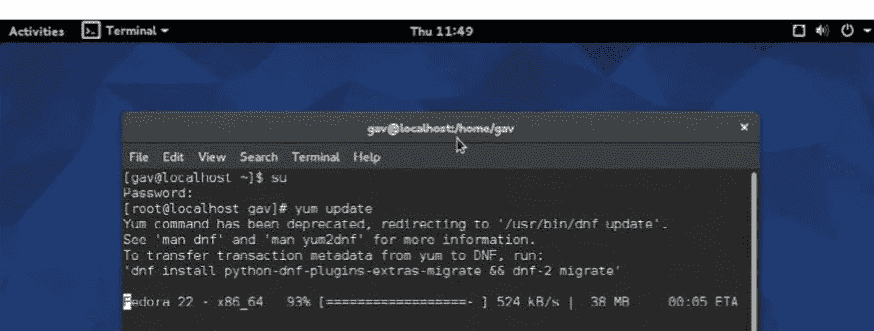 Activities Terminal Thu 11:49
gav@localhost:/home/gav
File Edit View Search Terminal Help
[gav@localhost ~]$ su
Password:
[root@localhost gav]# yum update
Yum command has been deprecated, redirecting to '/usr/bin/dnf update'.
See 'man dnf' and 'man yum2dnf' for more information.
To transfer transaction metadata from yum to DNF, run:
'dnf install python-dnf-plugins-extras-migrate && dnf-2 migrate'
Fedora 22 - x86_64 93% [==================- ] 524 kB/s | 38 MB 00:05 ETA